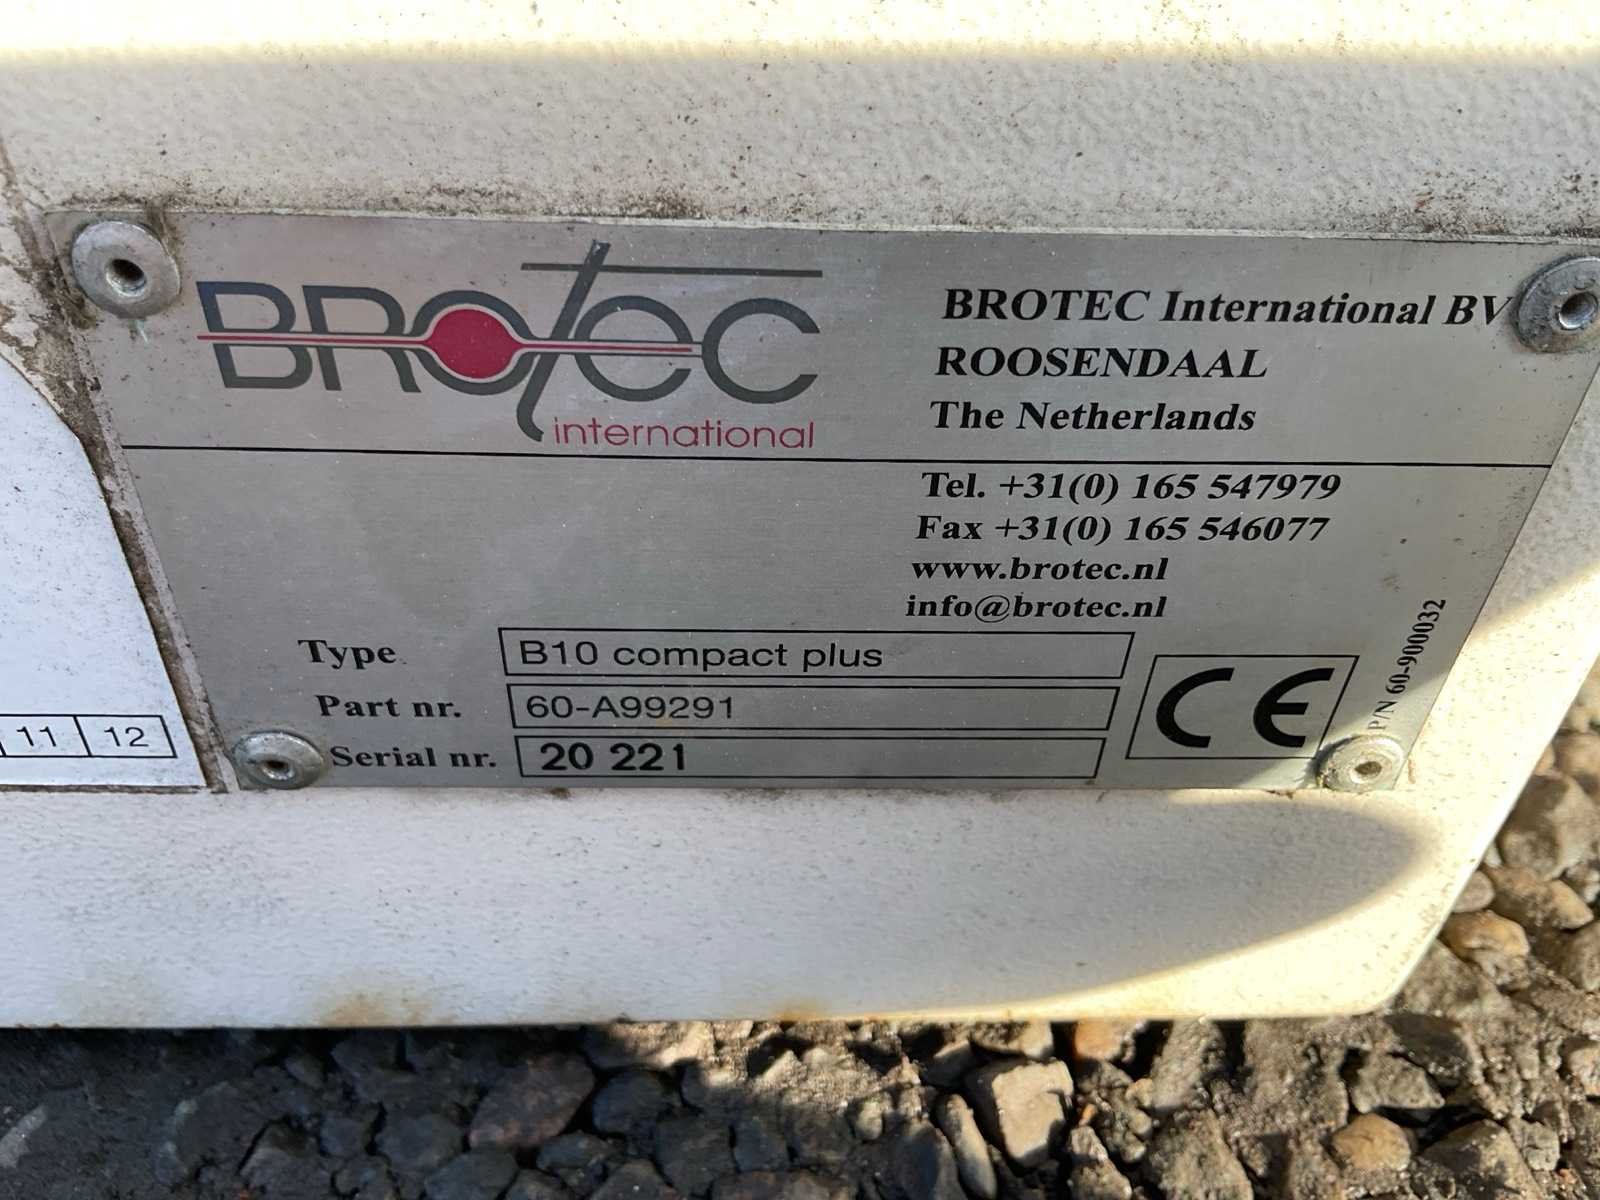 BROTEC
international
BROTEC International BV
ROOSENDAAL
The Netherlands
Tel. +31(0) 165 547979
Fax +31(0) 165 546077
www.brotec.nl
info@brotec.nl
Type B10 compact plus
Part nr. 60-A99291
Serial nr. 20 221
CE
P/N 60-900032
11 12